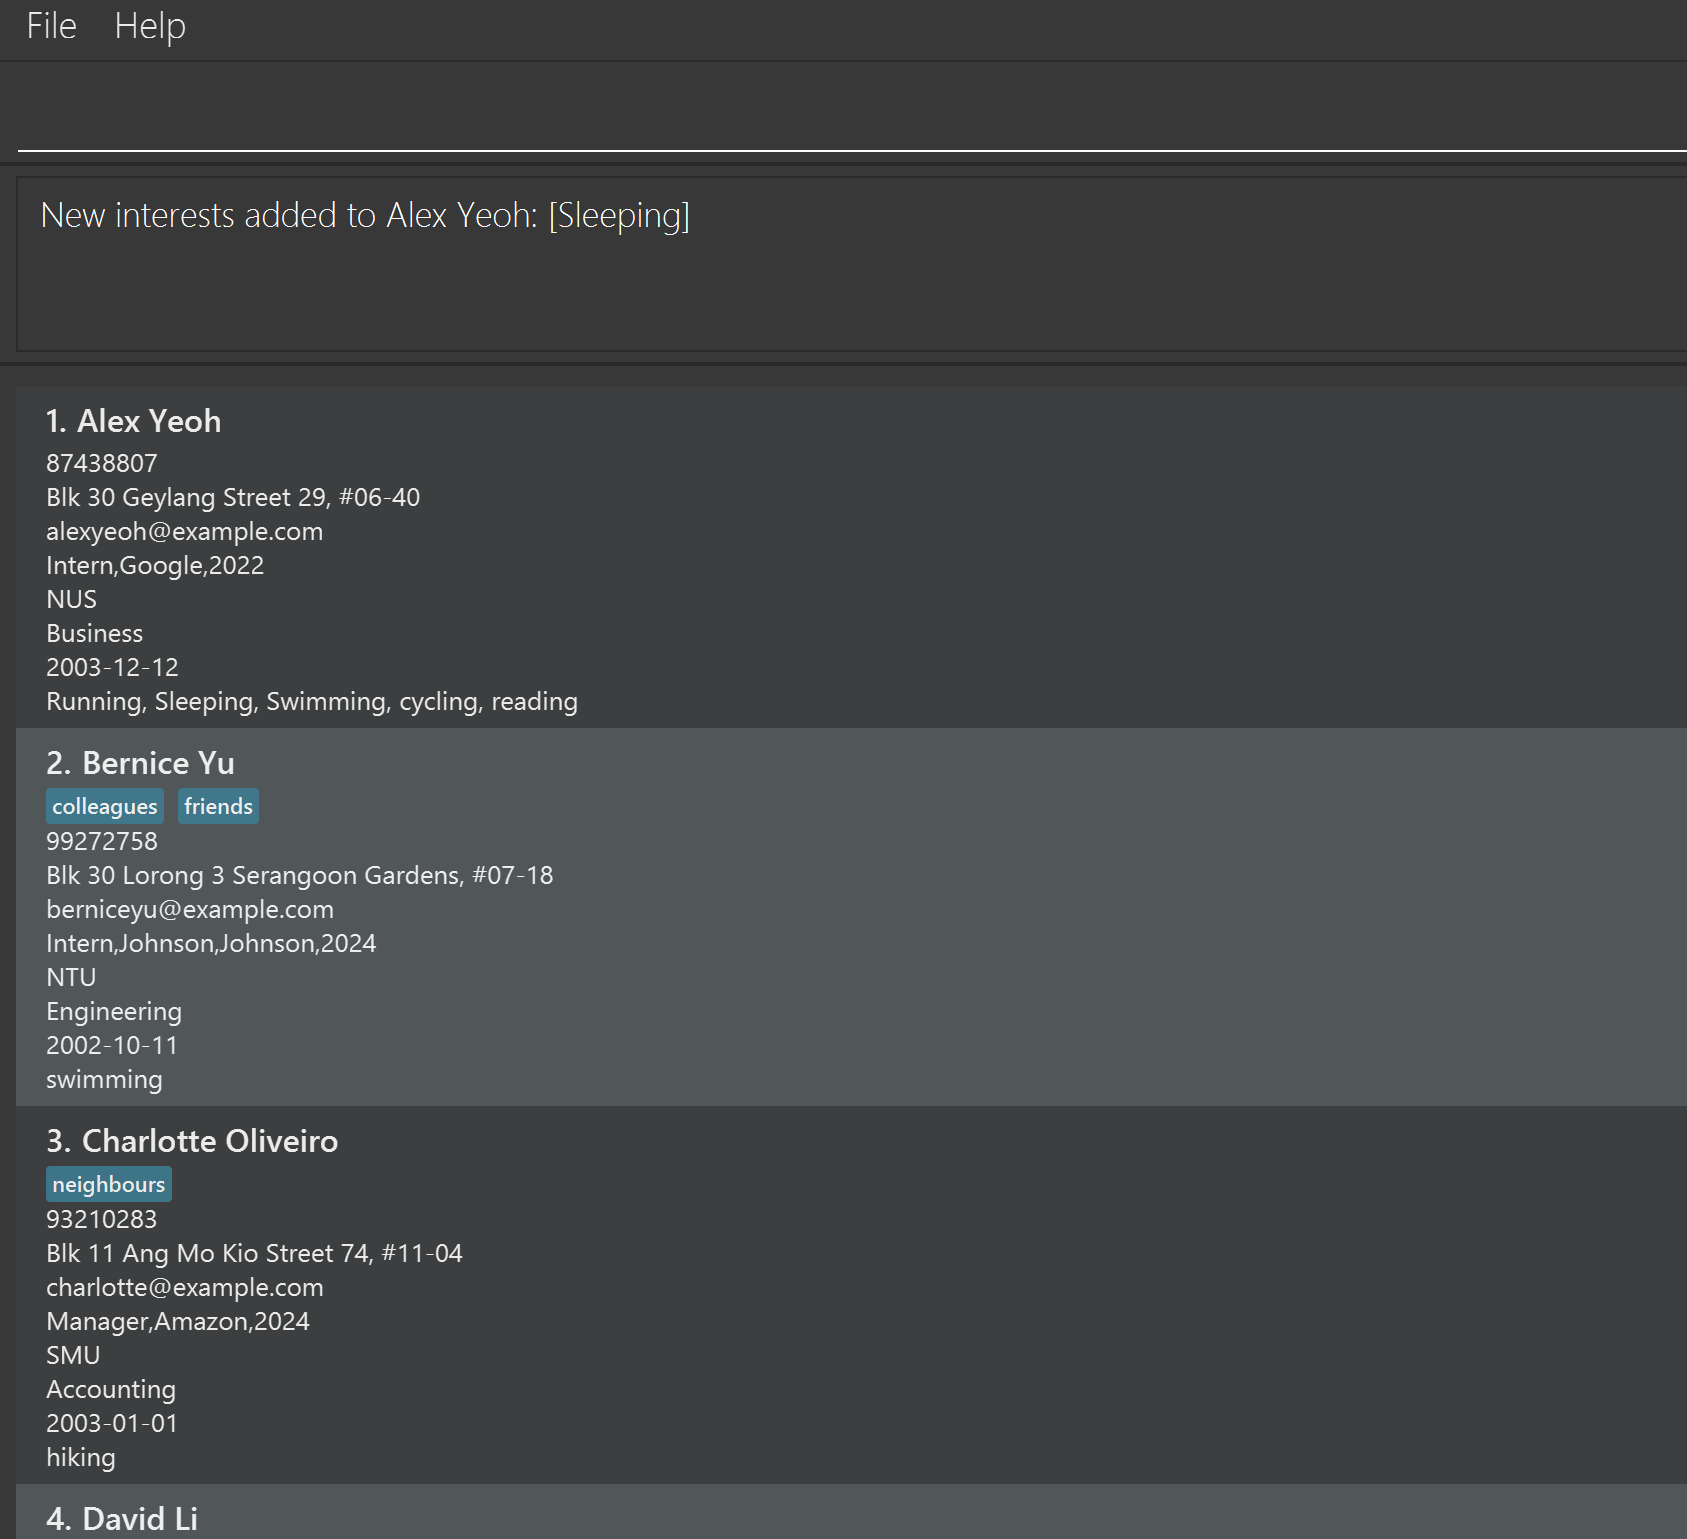 File Help
New interests added to Alex Yeoh: [Sleeping]
1. Alex Yeoh
87438807
Blk 30 Geylang Street 29, #06-40
alexyeoh@example.com
Intern,Google,2022
NUS
Business
2003-12-12
Running, Sleeping, Swimming, cycling, reading
2. Bernice Yu
colleagues friends
99272758
Blk 30 Lorong 3 Serangoon Gardens, #07-18
berniceyu@example.com
Intern,Johnson,Johnson,2024
NTU
Engineering
2002-10-11
swimming
3. Charlotte Oliveiro
neighbours
93210283
Blk 11 Ang Mo Kio Street 74, #11-04
charlotte@example.com
Manager,Amazon,2024
SMU
Accounting
2003-01-01
hiking
4. David Li